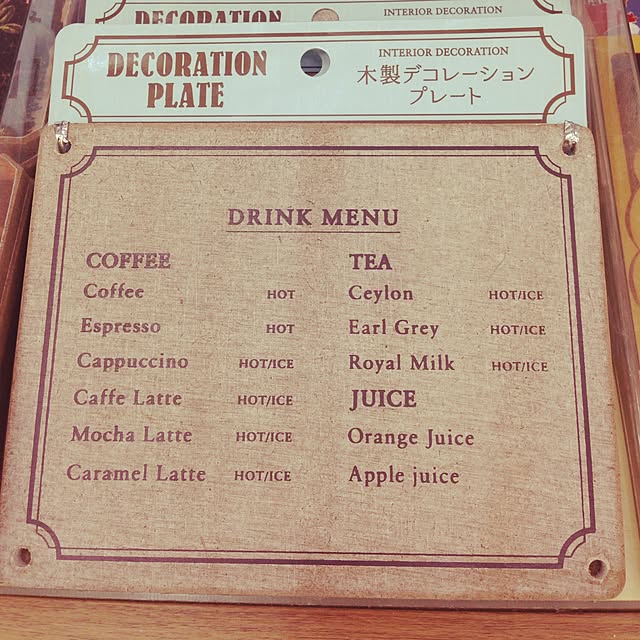 DECORATION
INTERIOR DECORATION
DECORATION
PLATE
INTERIOR DECORATION
木製デコレーション
プレート
DRINK MENU
COFFEE
Coffee HOT
Espresso HOT
Cappuccino HOT/ICE
Caffe Latte HOT/ICE
Mocha Latte HOT/ICE
Caramel Latte HOT/ICE
TEA
Ceylon HOT/ICE
Earl Grey HOT/ICE
Royal Milk HOT/ICE
JUICE
Orange Juice
Apple juice